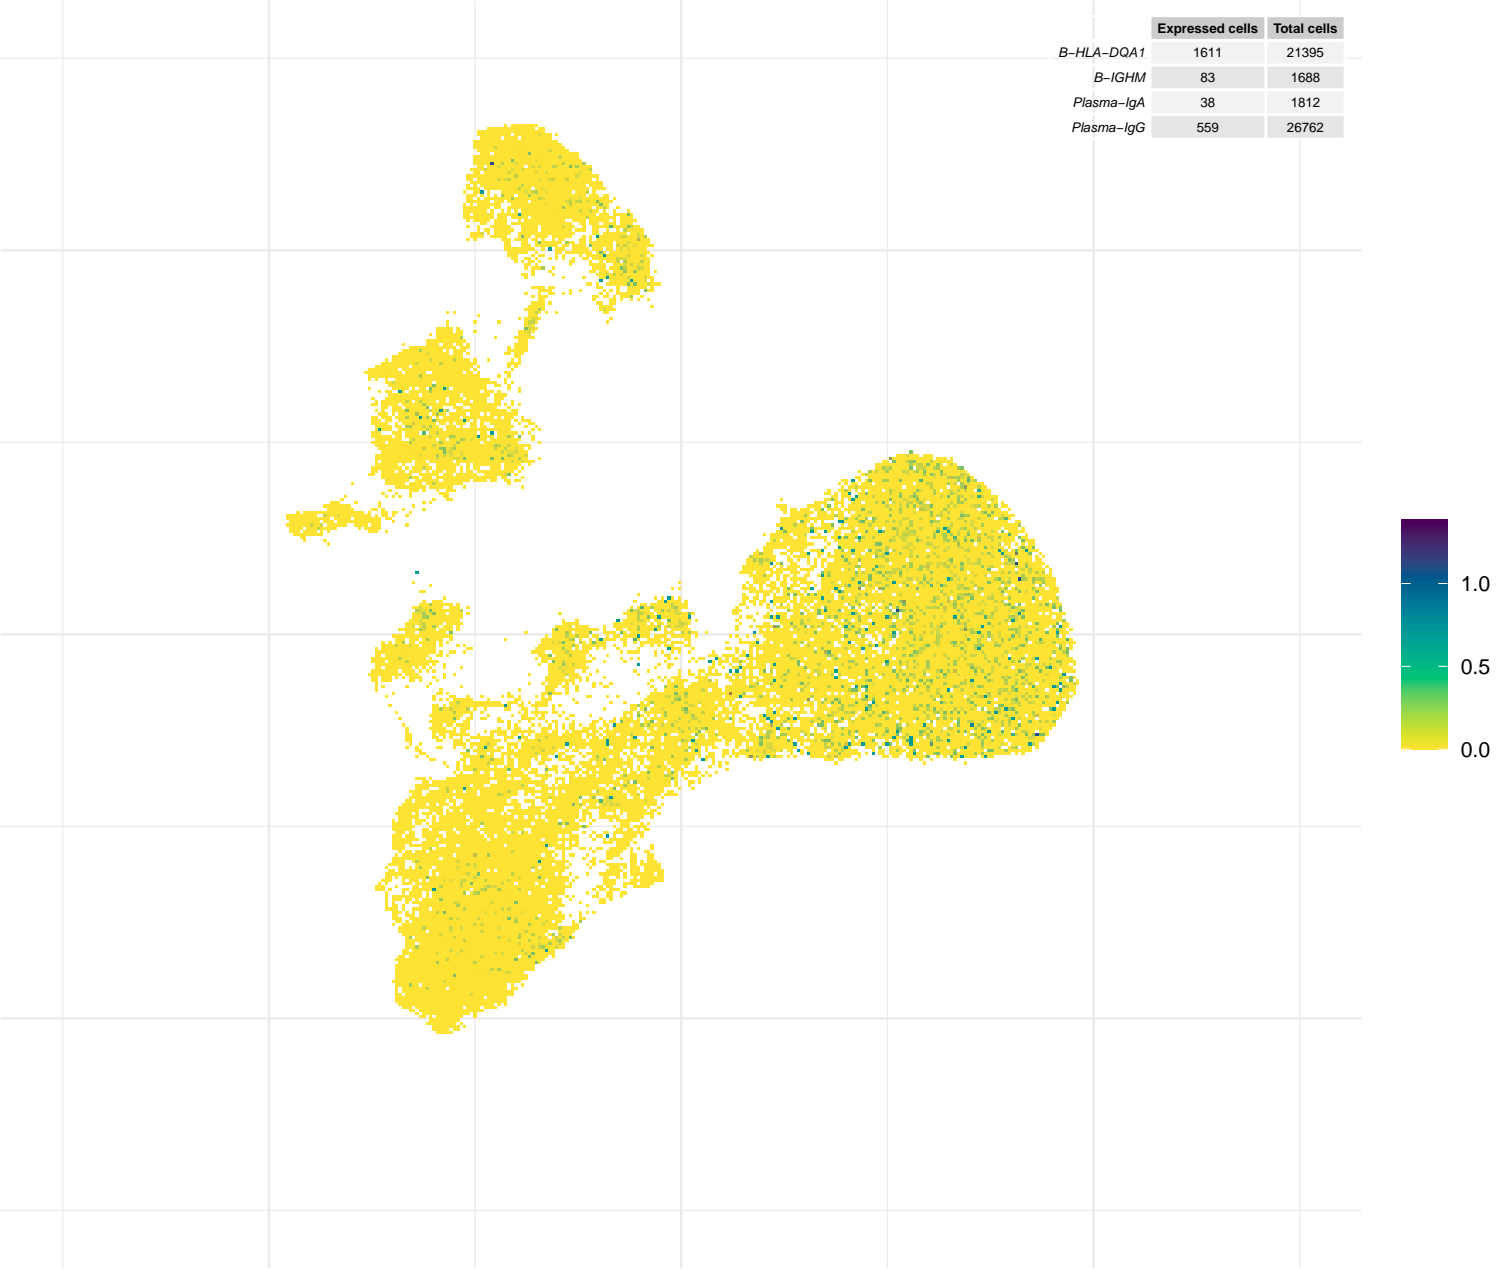 Expressed cells Total cells
B−HLA−DQA1 1611 21395
B−IGHM 83 1688
Plasma−IgA 38 1812
Plasma−IgG 559 26762
1.0
0.5
0.0